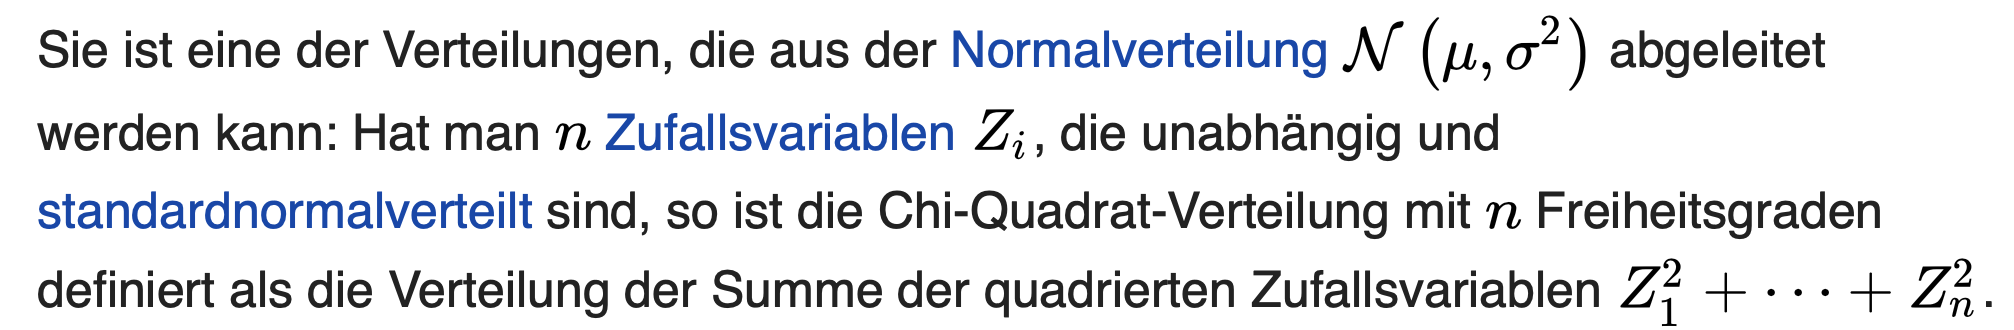 Sie ist eine der Verteilungen, die aus der Normalverteilung 𝒩 (μ, σ²) abgeleitet
werden kann: Hat man n Zufallsvariablen Zᵢ, die unabhängig und
standardnormalverteilt sind, so ist die Chi-Quadrat-Verteilung mit n Freiheitsgraden
definiert als die Verteilung der Summe der quadrierten Zufallsvariablen Z₁² + ⋯ + Zₙ².